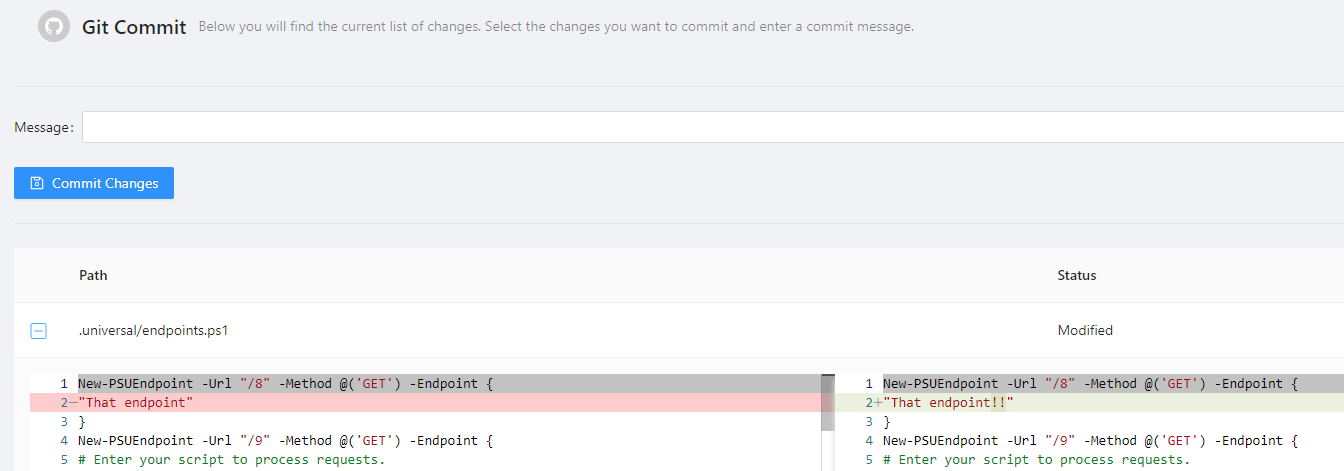 Git Commit Below you will find the current list of changes. Select the changes you want to commit and enter a commit message.
Message:
Commit Changes
Path Status
.universal/endpoints.ps1 Modified
1 New-PSUEndpoint -Url "/8" -Method @('GET') -Endpoint { 1 New-PSUEndpoint -Url "/8" -Method @('GET') -Endpoint {
2- "That endpoint" 2+ "That endpoint!!"
3 } 3 }
4 New-PSUEndpoint -Url "/9" -Method @('GET') -Endpoint { 4 New-PSUEndpoint -Url "/9" -Method @('GET') -Endpoint {
5 # Enter your script to process requests. 5 # Enter your script to process requests.